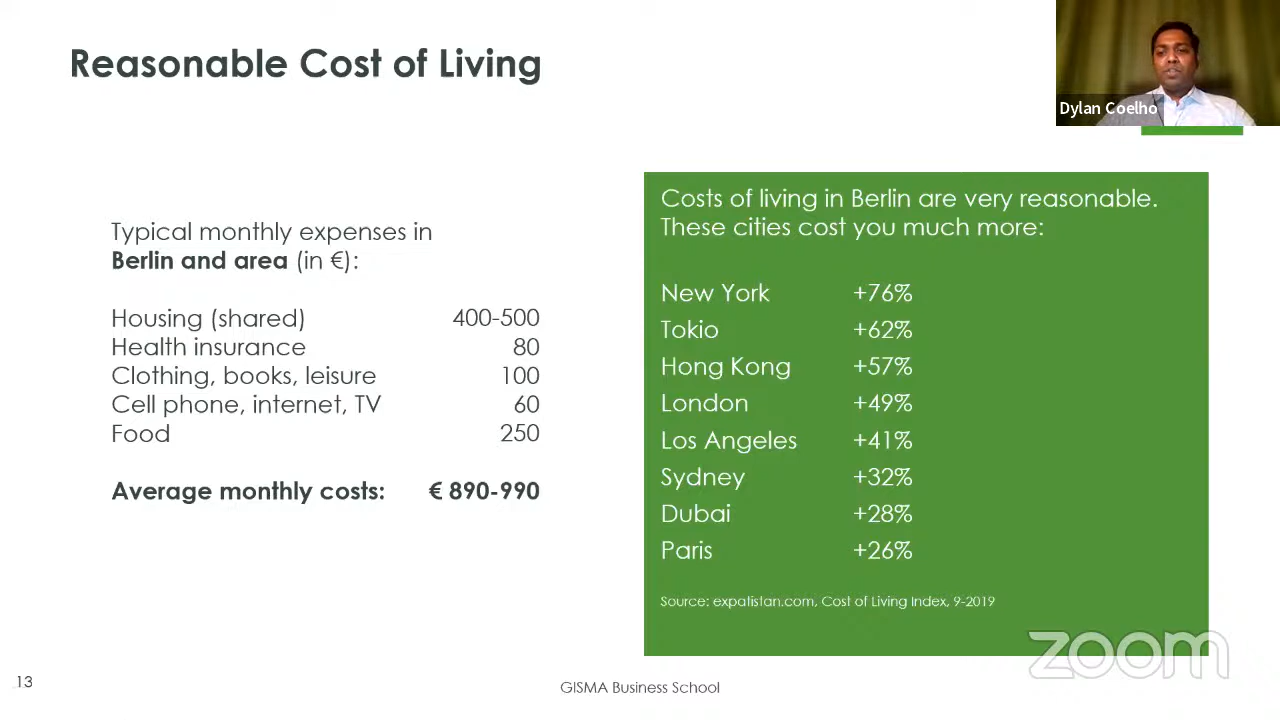 Reasonable Cost of Living
Dylan Coelho
Typical monthly expenses in
Berlin and area (in €):
Housing (shared) 400-500
Health insurance 80
Clothing, books, leisure 100
Cell phone, internet, TV 60
Food 250
Average monthly costs: € 890-990
Costs of living in Berlin are very reasonable.
These cities cost you much more:
New York +76%
Tokio +62%
Hong Kong +57%
London +49%
Los Angeles +41%
Sydney +32%
Dubai +28%
Paris +26%
Source: expatistan.com, Cost of Living Index, 9-2019
zoom
13
GISMA Business School